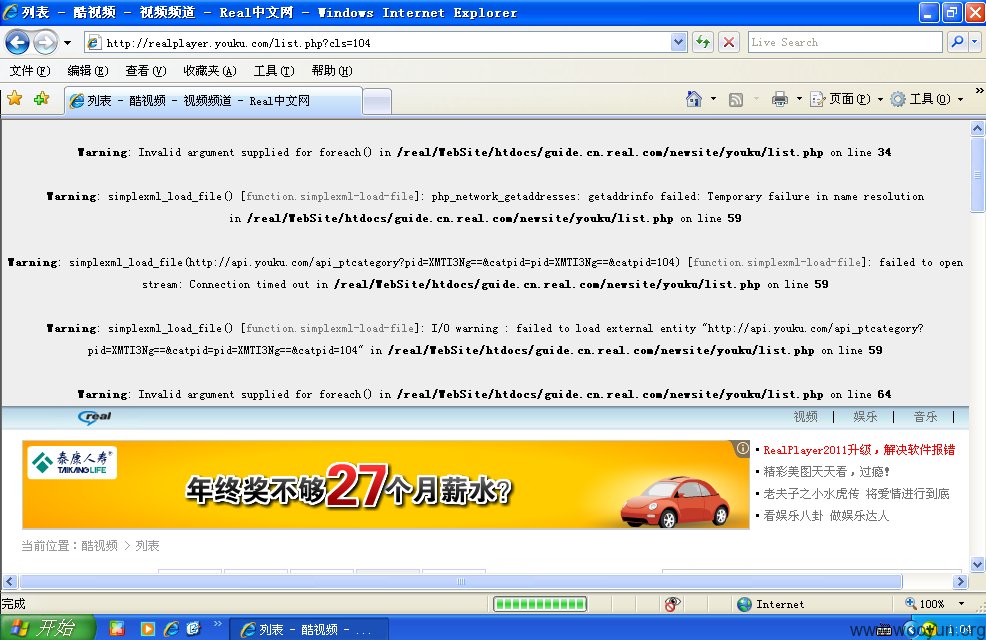 列表 - 酷视频 - 视频频道 - Real中文网 - Windows Internet Explorer
http://realplayer.youku.com/list.php?cls=104
Live Search
文件(F) 编辑(E) 查看(V) 收藏夹(A) 工具(T) 帮助(H)
列表 - 酷视频 - 视频频道 - Real中文网
页面(P) 工具(O) »
Warning: Invalid argument supplied for foreach() in /real/WebSite/htdocs/guide.cn.real.com/newsite/youku/list.php on line 34
Warning: simplexml_load_file() [function.simplexml-load-file]: php_network_getaddresses: getaddrinfo failed: Temporary failure in name resolution
in /real/WebSite/htdocs/guide.cn.real.com/newsite/youku/list.php on line 59
Warning: simplexml_load_file(http://api.youku.com/api_ptcategory?pid=XMTI3Ng==&catpid=pid=XMTI3Ng==&catpid=104) [function.simplexml-load-file]: failed to open
stream: Connection timed out in /real/WebSite/htdocs/guide.cn.real.com/newsite/youku/list.php on line 59
Warning: simplexml_load_file() [function.simplexml-load-file]: I/O warning : failed to load external entity "http://api.youku.com/api_ptcategory?
pid=XMTI3Ng==&catpid=pid=XMTI3Ng==&catpid=104" in /real/WebSite/htdocs/guide.cn.real.com/newsite/youku/list.php on line 59
Warning: Invalid argument supplied for foreach() in /real/WebSite/htdocs/guide.cn.real.com/newsite/youku/list.php on line 64
real 视频 | 娱乐 | 音乐 |
泰康人寿
TAIKANG LIFE
年终奖不够27个月薪水?
RealPlayer2011升级，解决软件报错
精彩美图天天看，过瘾!
老夫子之小水虎传 将爱情进行到底
看娱乐八卦 做娱乐达人
当前位置：酷视频 > 列表
完成
Internet
100%
开始
»
列表 - 酷视频 - ...
1:04
www.wooyun.org